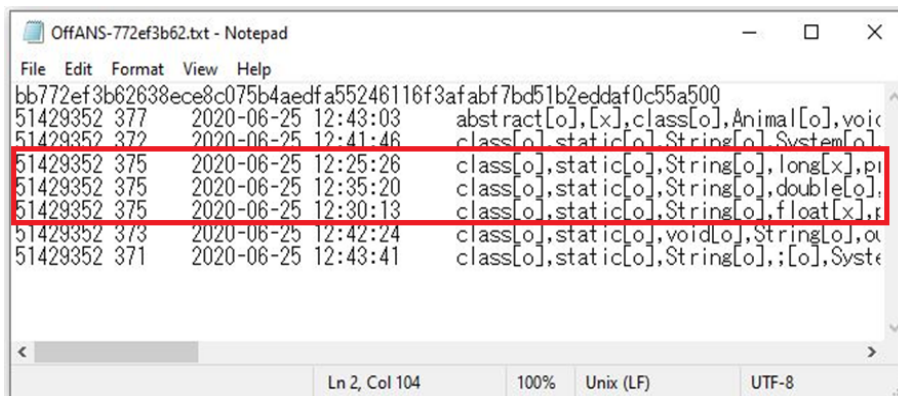 OffANS-772ef3b62.txt - Notepad
File Edit Format View Help
bb772ef3b62638ece8c075b4aedfa55246116f3afabf7bd51b2eddaf0c55a500
51429352 377 2020-06-25 12:43:03 abstract[o],[x],class[o],Animal[o],voic
51429352 372 2020-06-25 12:41:46 class[o],static[o],String[o],System[o],
51429352 375 2020-06-25 12:25:26 class[o],static[o],String[o],long[x],pr
51429352 375 2020-06-25 12:35:20 class[o],static[o],String[o],double[o],
51429352 375 2020-06-25 12:30:13 class[o],static[o],String[o],float[x],p
51429352 373 2020-06-25 12:42:24 class[o],static[o],void[o],String[o],ou
51429352 371 2020-06-25 12:43:41 class[o],static[o],String[o],;[o],Syste
Ln 2, Col 104 100% Unix (LF) UTF-8